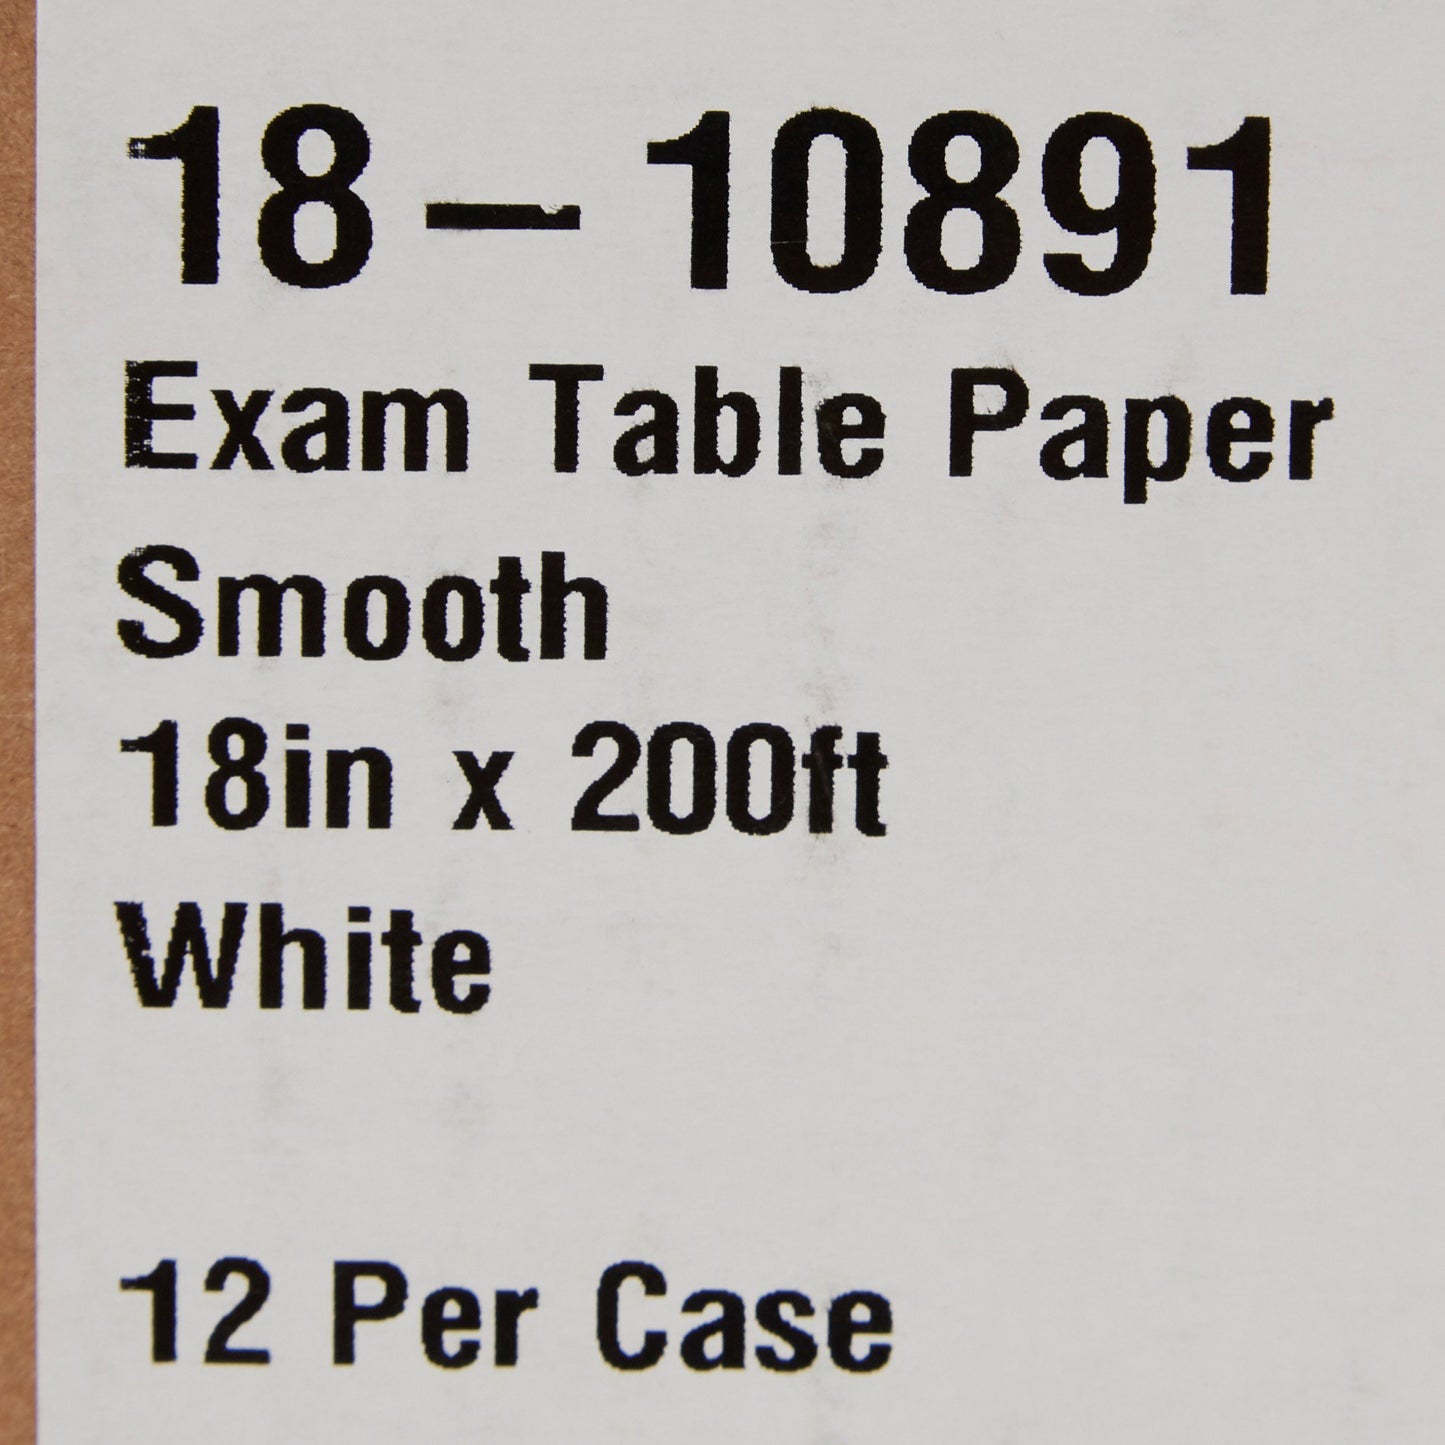 18-10891
Exam Table Paper
Smooth
18in x 200ft
White
12 Per Case